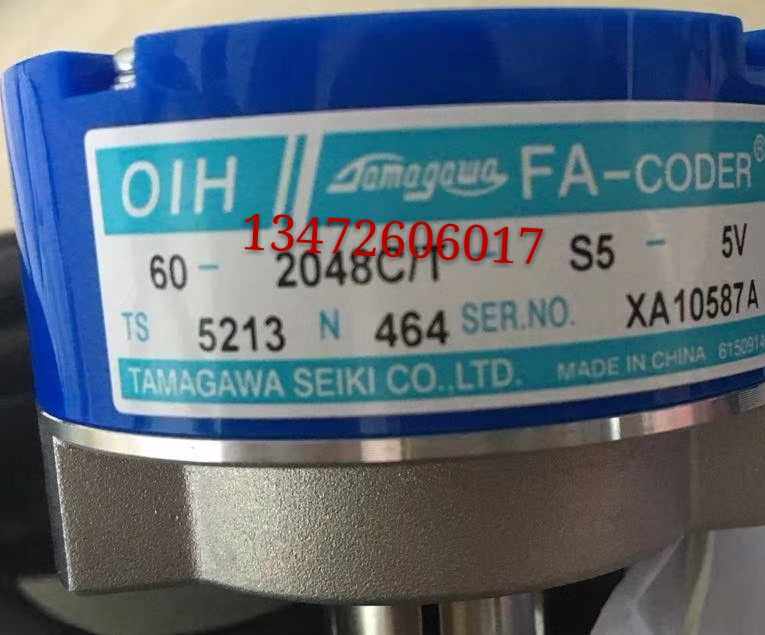 OIH Tamagawa FA-CODER®
13472606017
60 - 2048C/T - S5 - 5V
TS 5213 N 464 SER.NO. XA10587A
TAMAGAWA SEIKI CO.,LTD. MADE IN CHINA 6150914